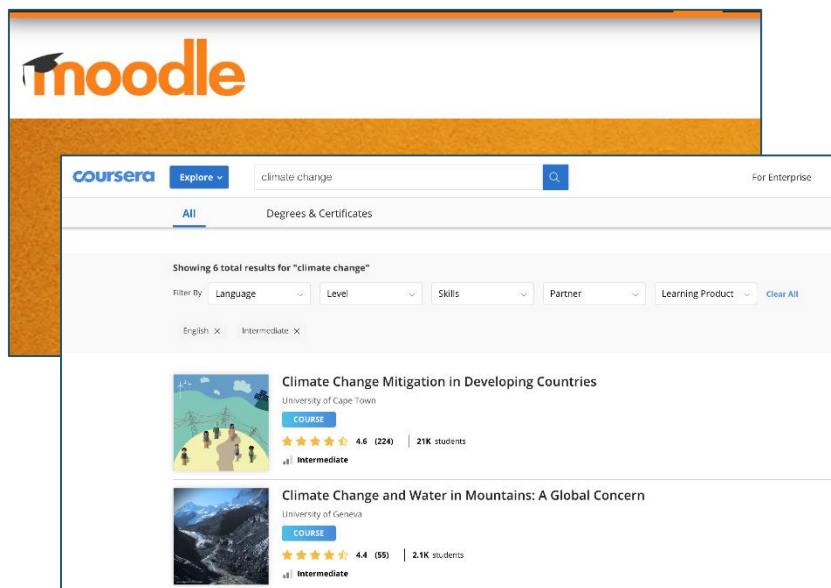 moodle
coursera Explore climate change For Enterprise
All Degrees & Certificates
Showing 6 total results for "climate change"
Filter By Language Level Skills Partner Learning Product Clear All
English X Intermediate X
Climate Change Mitigation in Developing Countries
University of Cape Town
COURSE
4.6 (224) 21K students
Intermediate
Climate Change and Water in Mountains: A Global Concern
University of Geneva
COURSE
4.4 (55) 2.1K students
Intermediate